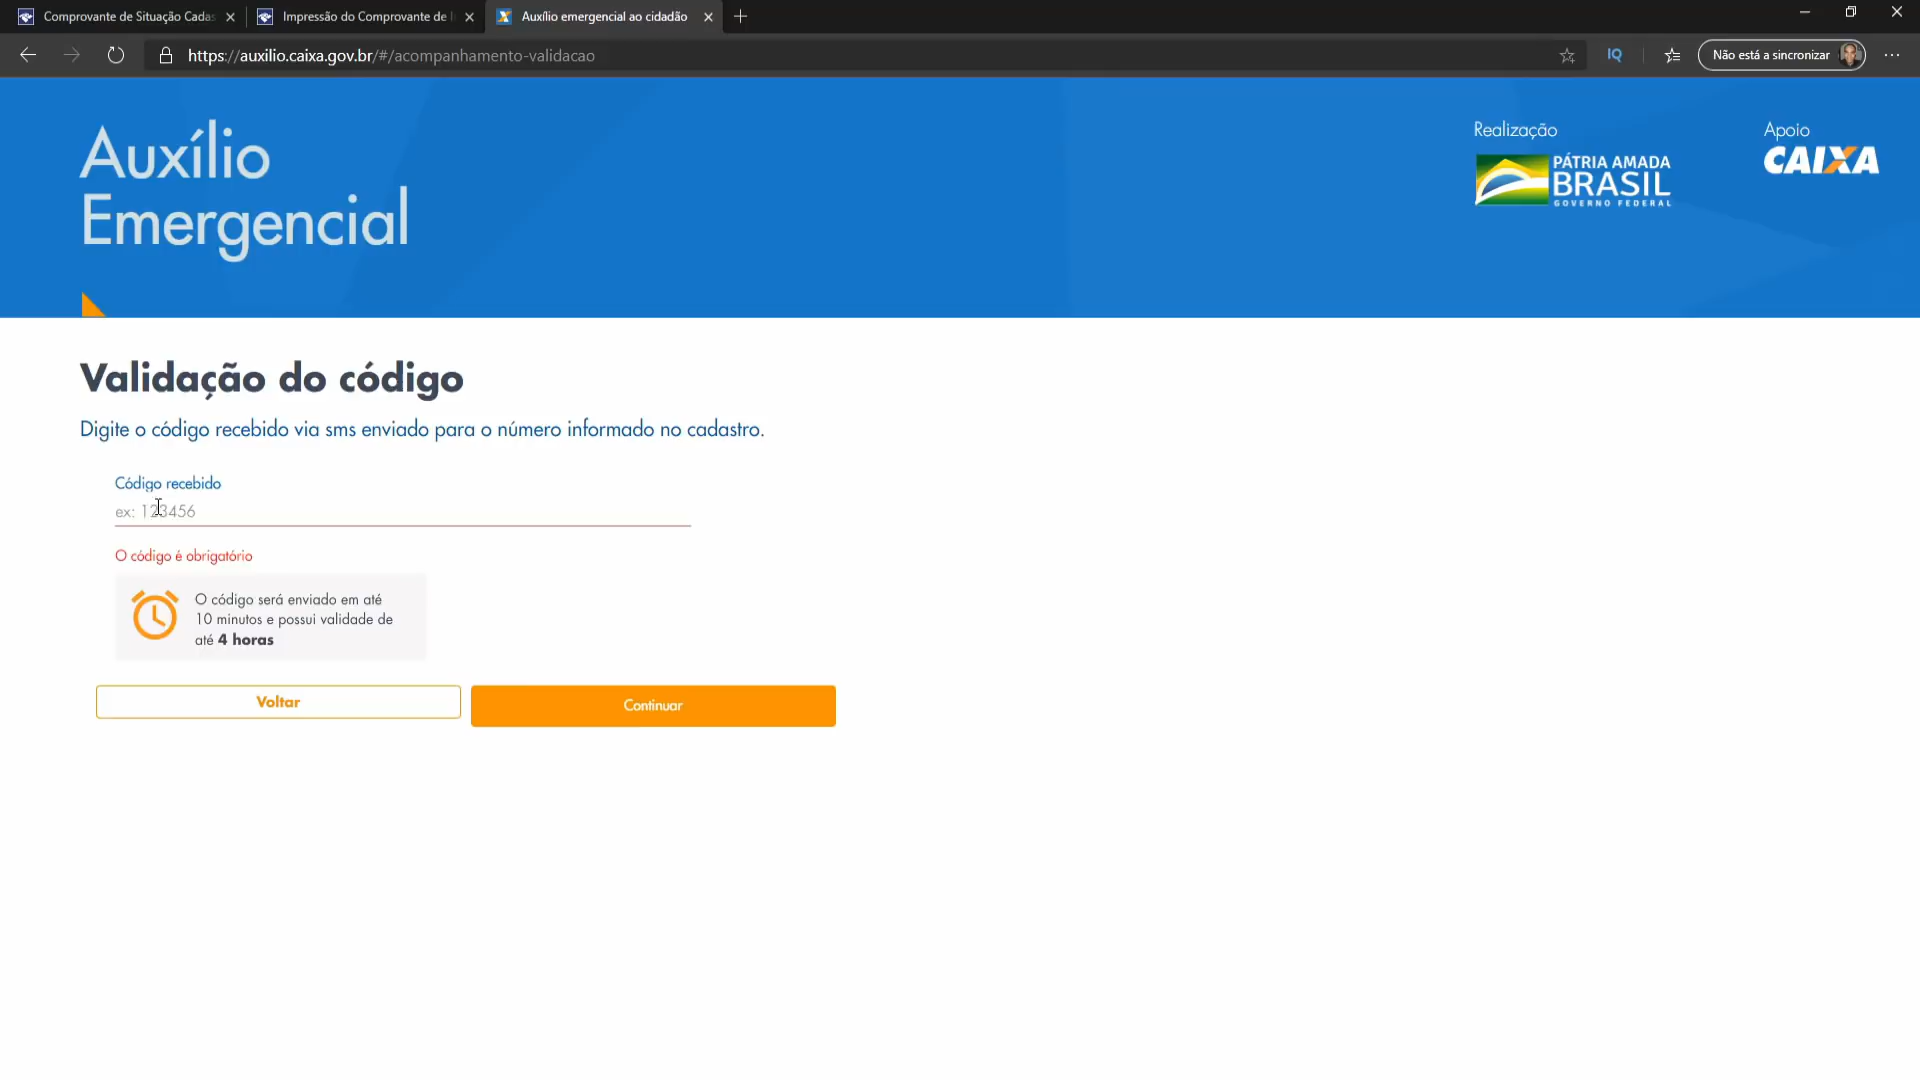 Comprovante de Situação Cadas
Impressão do Comprovante de I
Auxílio emergencial ao cidadão
https://auxilio.caixa.gov.br/#/acompanhamento-validacao
IQ
Não está a sincronizar
Auxílio
Emergencial
Realização
PÁTRIA AMADA
BRASIL
GOVERNO FEDERAL
Apoio
CAIXA
Validação do código
Digite o código recebido via sms enviado para o número informado no cadastro.
Código recebido
ex: 123456
O código é obrigatório
O código será enviado em até
10 minutos e possui validade de
até 4 horas
Voltar
Continuar